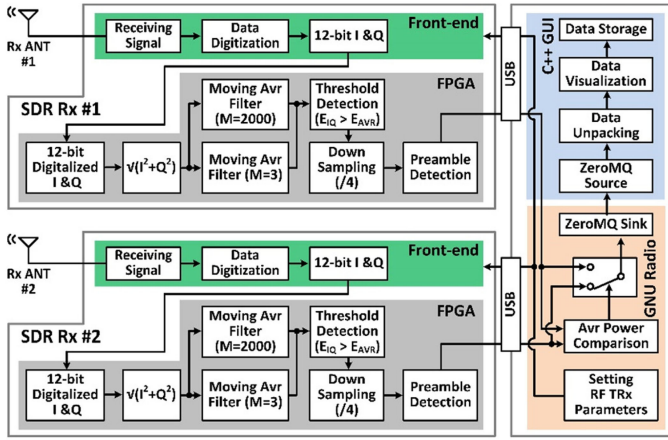 Rx ANT
#1
SDR Rx #1
Receiving
Signal
Data
Digitization
12-bit I &Q
Front-end
FPGA
12-bit
Digitalized
I &Q
√(I²+Q²)
Moving Avr
Filter
(M=2000)
Moving Avr
Filter (M=3)
Threshold
Detection
(E_IQ > E_AVR)
Down
Sampling
(/4)
Preamble
Detection
USB
Rx ANT
#2
SDR Rx #2
Receiving
Signal
Data
Digitization
12-bit I &Q
Front-end
FPGA
12-bit
Digitalized
I &Q
√(I²+Q²)
Moving Avr
Filter
(M=2000)
Moving Avr
Filter (M=3)
Threshold
Detection
(E_IQ > E_AVR)
Down
Sampling
(/4)
Preamble
Detection
USB
C++ GUI
Data Storage
Data
Visualization
Data
Unpacking
ZeroMQ
Source
GNU Radio
ZeroMQ Sink
Avr Power
Comparison
Setting
RF TRx
Parameters